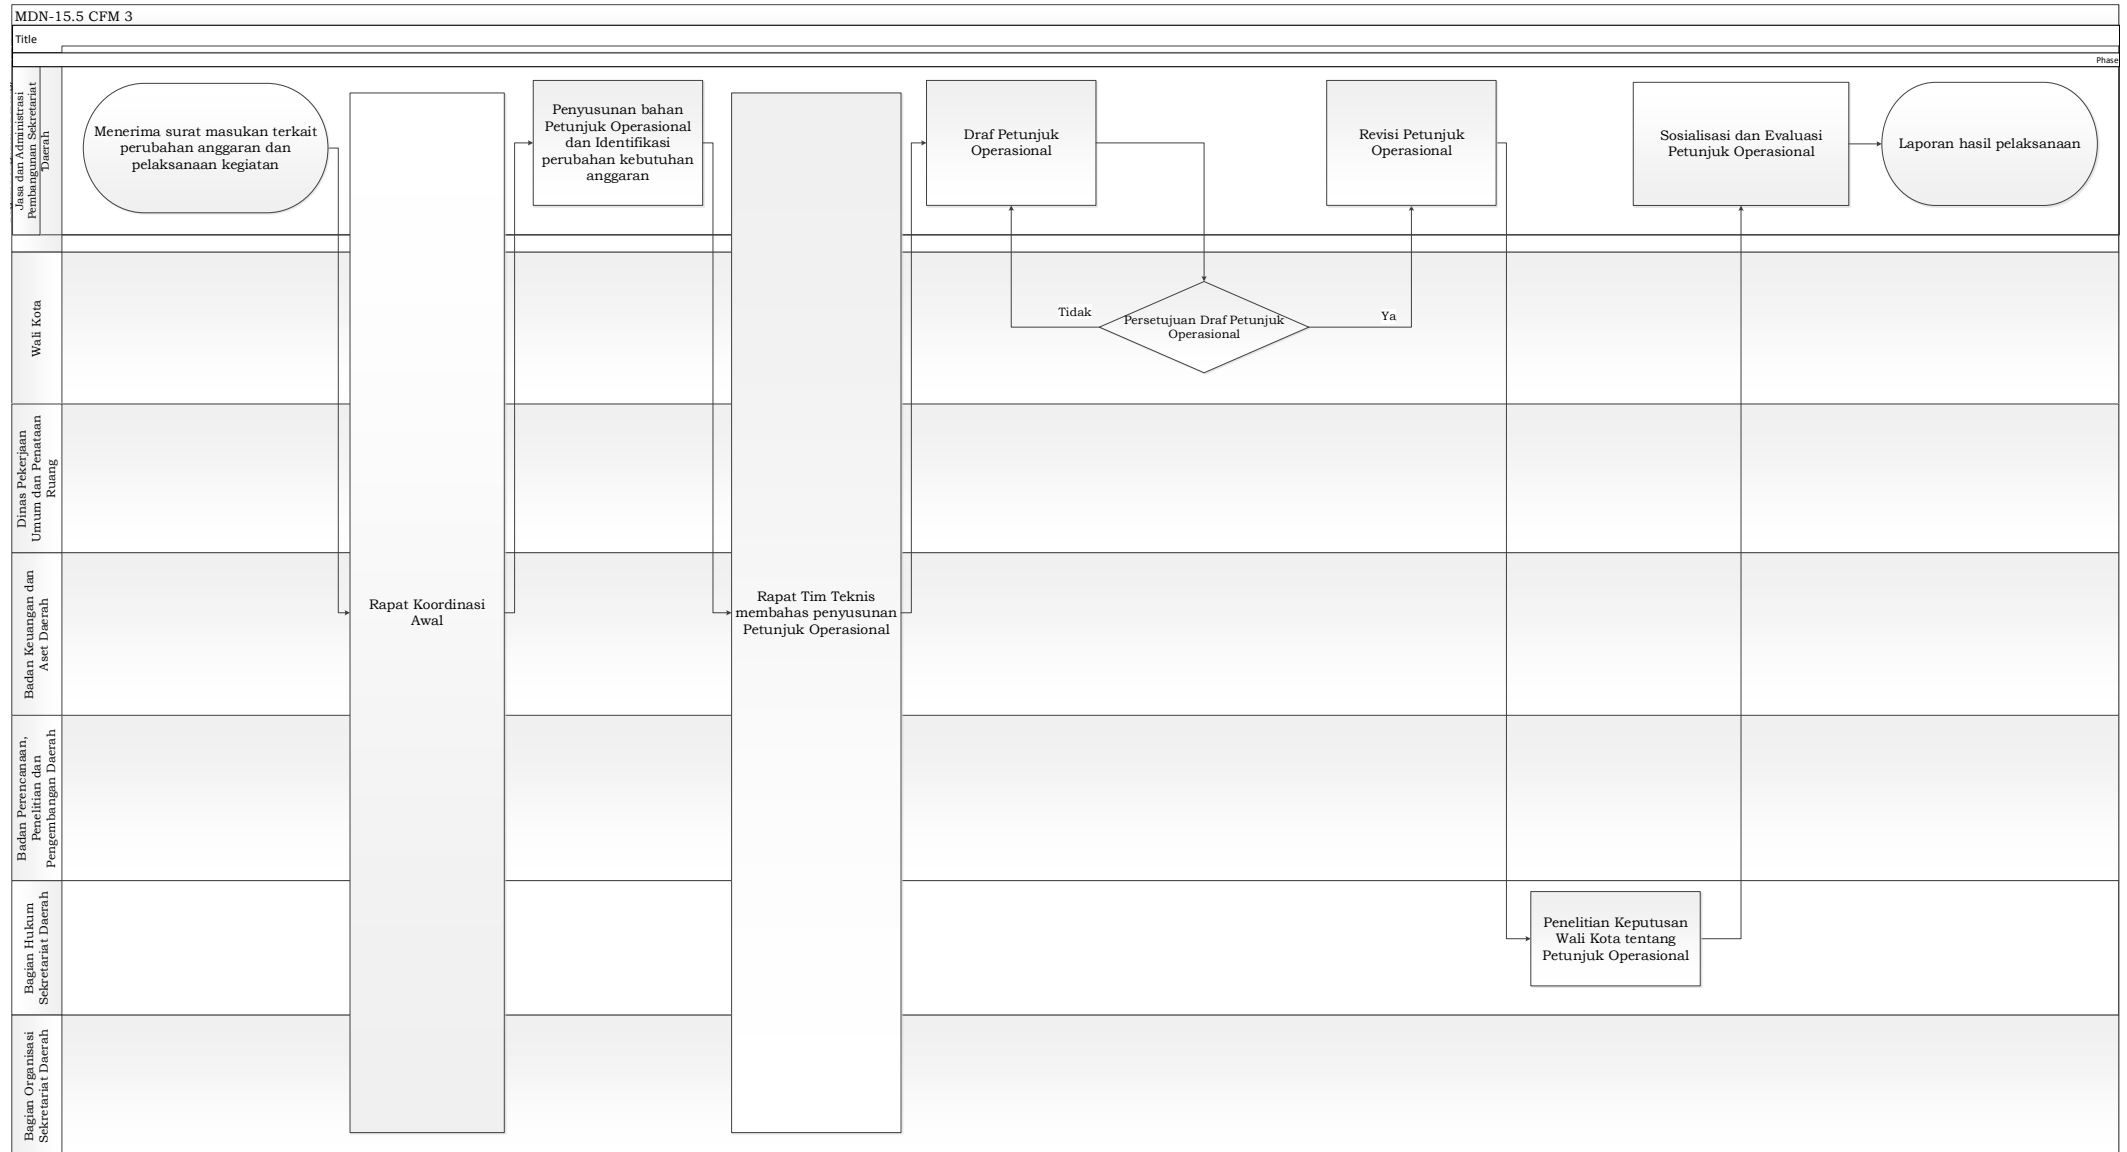 MDN-15.5 CFM 3
Title
Phase
Jasa dan Administrasi
Pembangunan Sekretariat
Daerah
Menerima surat masukan terkait
perubahan anggaran dan
pelaksanaan kegiatan
Penyusunan bahan
Petunjuk Operasional
dan Identifikasi
perubahan kebutuhan
anggaran
Draf Petunjuk
Operasional
Revisi Petunjuk
Operasional
Sosialisasi dan Evaluasi
Petunjuk Operasional
Laporan hasil pelaksanaan
Wali Kota
Tidak
Persetujuan Draf Petunjuk
Operasional
Ya
Dinas Pekerjaan
Umum dan Penataan
Ruang
Badan Keuangan dan
Aset Daerah
Rapat Koordinasi
Awal
Rapat Tim Teknis
membahas penyusunan
Petunjuk Operasional
Badan Perencanaan,
Penelitian dan
Pengembangan Daerah
Bagian Hukum
Sekretariat Daerah
Penelitian Keputusan
Wali Kota tentang
Petunjuk Operasional
Bagian Organisasi
Sekretariat Daerah